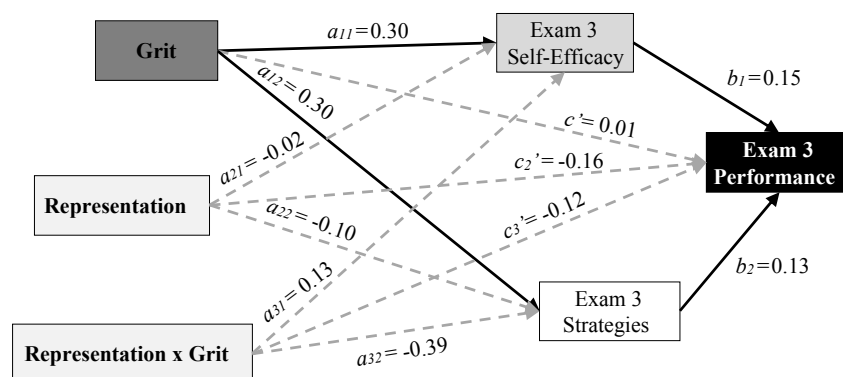 Grit
a11 = 0.30
Exam 3
Self-Efficacy
a12 = 0.30
b1 = 0.15
c' = 0.01
Exam 3
Performance
a21 = -0.02
c2' = -0.16
Representation
a22 = -0.10
c3' = -0.12
b2 = 0.13
a31 = 0.13
Exam 3
Strategies
Representation x Grit
a32 = -0.39